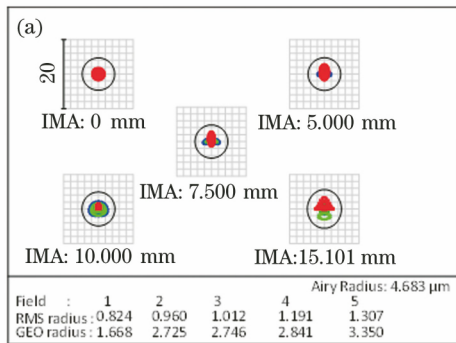 (a)
20
IMA: 0 mm
IMA: 5.000 mm
IMA: 7.500 mm
IMA: 10.000 mm
IMA:15.101 mm
Airy Radius: 4.683 μm
Field : 1 2 3 4 5
RMS radius : 0.824 0.960 1.012 1.191 1.307
GEO radius : 1.668 2.725 2.746 2.841 3.350